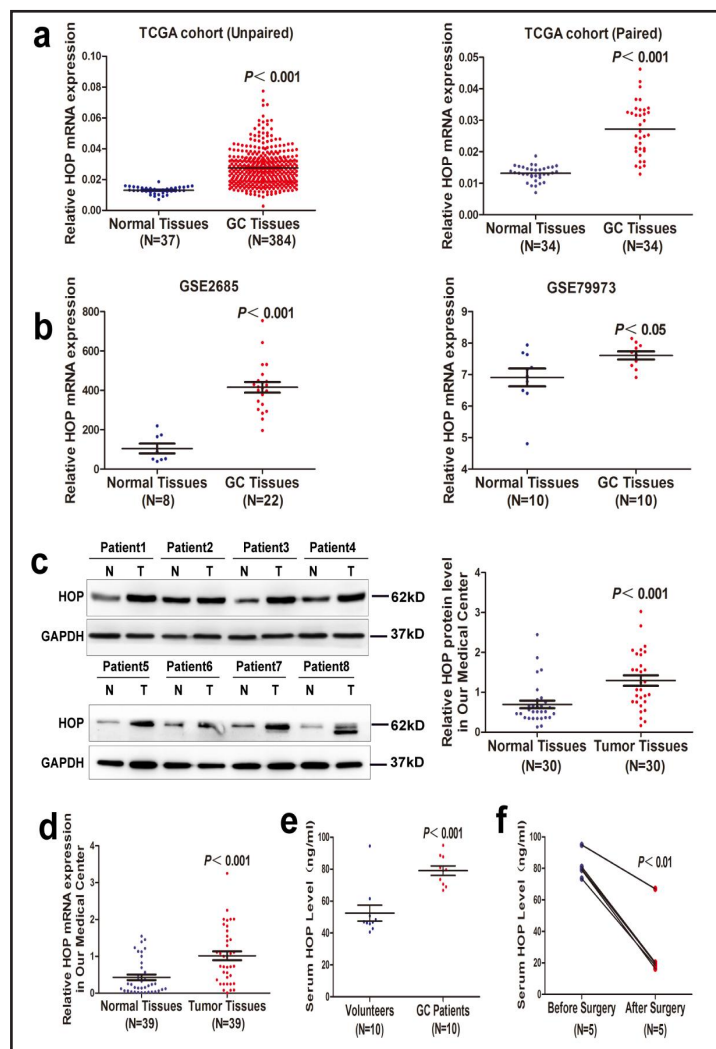 a
TCGA cohort (Unpaired)
Relative HOP mRNA expression
0.10
0.08
0.06
0.04
0.02
0.00
P< 0.001
Normal Tissues
(N=37)
GC Tissues
(N=384)
TCGA cohort (Paired)
Relative HOP mRNA expression
0.05
0.04
0.03
0.02
0.01
0.00
P< 0.001
Normal Tissues
(N=34)
GC Tissues
(N=34)
b
GSE2685
Relative HOP mRNA expression
800
600
400
200
0
P< 0.001
Normal Tissues
(N=8)
GC Tissues
(N=22)
GSE79973
Relative HOP mRNA expression
9
8
7
6
5
4
P< 0.05
Normal Tissues
(N=10)
GC Tissues
(N=10)
c
Patient1 Patient2 Patient3 Patient4
N T N T N T N T
HOP 62kD
GAPDH 37kD
Patient5 Patient6 Patient7 Patient8
N T N T N T N T
HOP 62kD
GAPDH 37kD
Relative HOP protein level
in Our Medical Center
4
3
2
1
0
P< 0.001
Normal Tissues
(N=30)
Tumor Tissues
(N=30)
d
Relative HOP mRNA expression
in Our Medical Center
4
3
2
1
0
P< 0.001
Normal Tissues
(N=39)
Tumor Tissues
(N=39)
e
Serum HOP Level (ng/ml)
100
80
60
40
20
0
P< 0.001
Volunteers
(N=10)
GC Patients
(N=10)
f
Serum HOP Level (ng/ml)
100
80
60
40
20
0
P< 0.01
Before Surgery
(N=5)
After Surgery
(N=5)